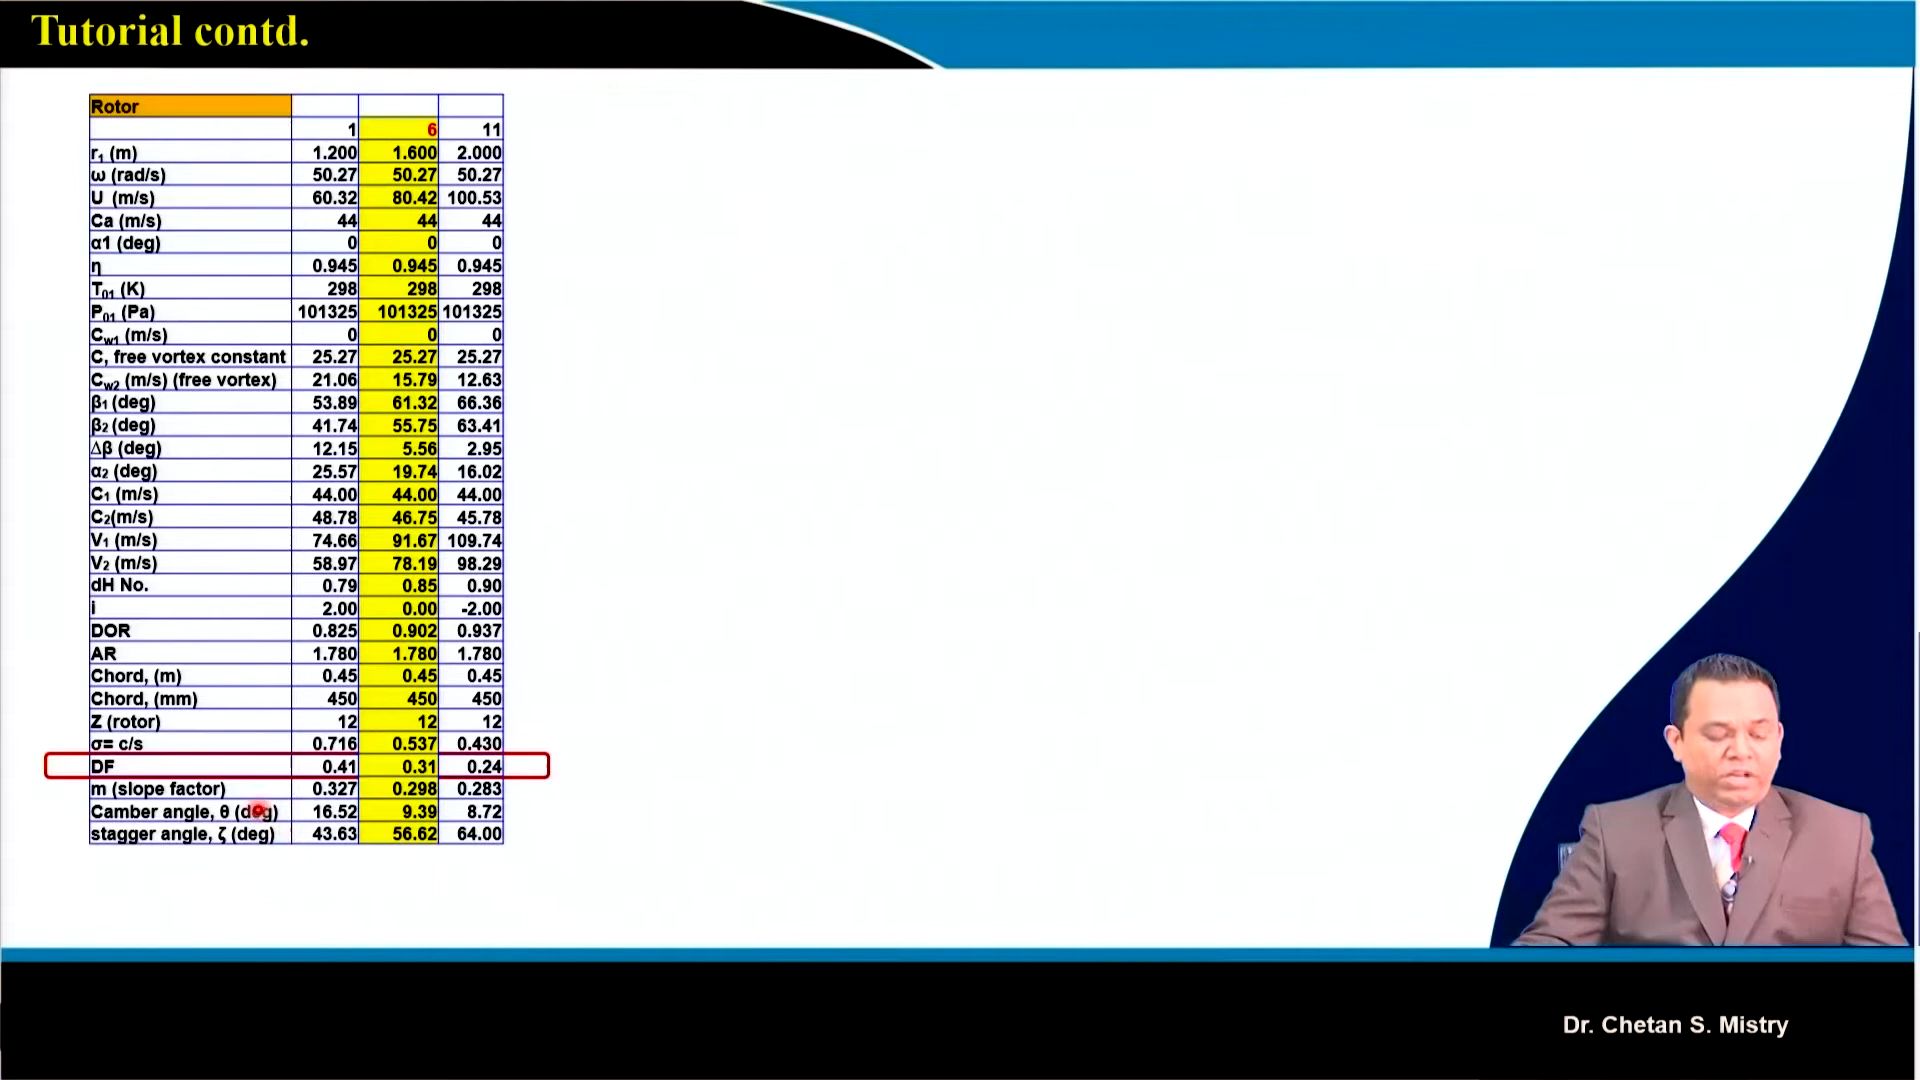 Tutorial contd.
Rotor
1 6 11
r₁ (m) 1.200 1.600 2.000
ω (rad/s) 50.27 50.27 50.27
U (m/s) 60.32 80.42 100.53
Ca (m/s) 44 44 44
α1 (deg) 0 0 0
η 0.945 0.945 0.945
T₀₁ (K) 298 298 298
P₀₁ (Pa) 101325 101325 101325
Cw1 (m/s) 0 0 0
C, free vortex constant 25.27 25.27 25.27
Cw2 (m/s) (free vortex) 21.06 15.79 12.63
β₁ (deg) 53.89 61.32 66.36
β₂ (deg) 41.74 55.75 63.41
Δβ (deg) 12.15 5.56 2.95
α₂ (deg) 25.57 19.74 16.02
C₁ (m/s) 44.00 44.00 44.00
C₂(m/s) 48.78 46.75 45.78
V₁ (m/s) 74.66 91.67 109.74
V₂ (m/s) 58.97 78.19 98.29
dH No. 0.79 0.85 0.90
i 2.00 0.00 -2.00
DOR 0.825 0.902 0.937
AR 1.780 1.780 1.780
Chord, (m) 0.45 0.45 0.45
Chord, (mm) 450 450 450
Z (rotor) 12 12 12
σ= c/s 0.716 0.537 0.430
DF 0.41 0.31 0.24
m (slope factor) 0.327 0.298 0.283
Camber angle, θ (deg) 16.52 9.39 8.72
stagger angle, ζ (deg) 43.63 56.62 64.00
Dr. Chetan S. Mistry